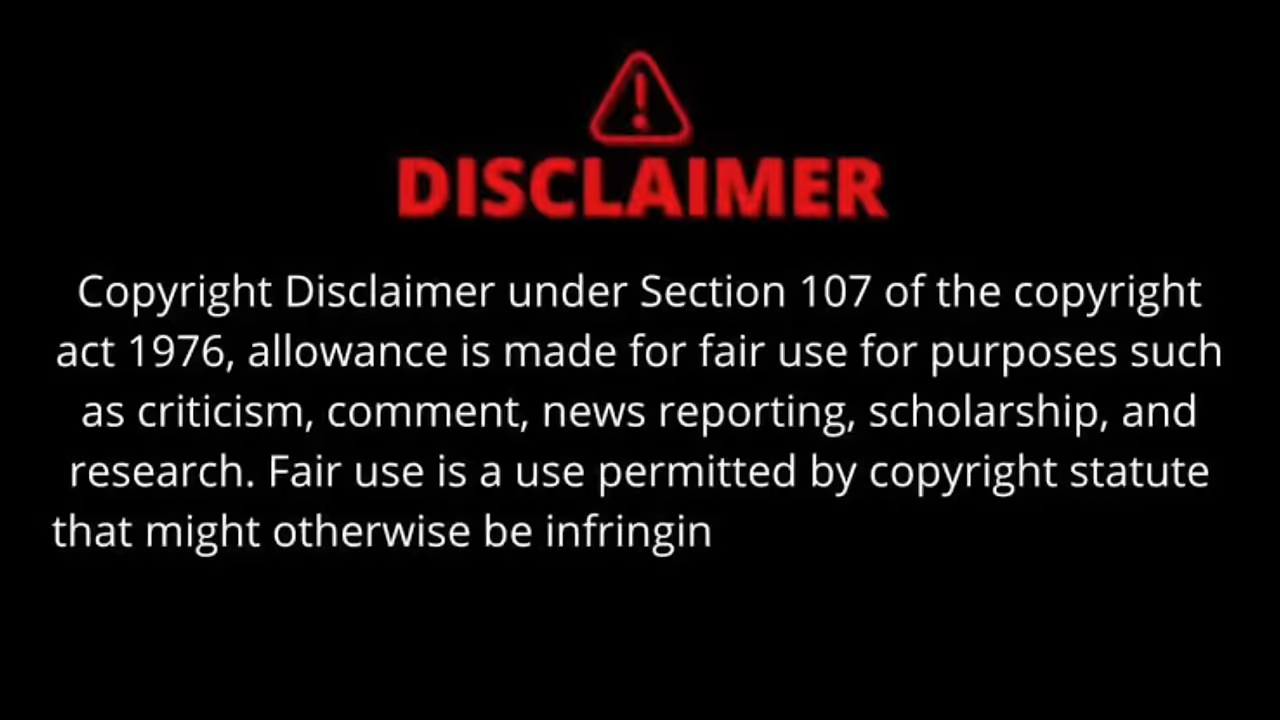 DISCLAIMER
Copyright Disclaimer under Section 107 of the copyright
act 1976, allowance is made for fair use for purposes such
as criticism, comment, news reporting, scholarship, and
research. Fair use is a use permitted by copyright statute
that might otherwise be infringin